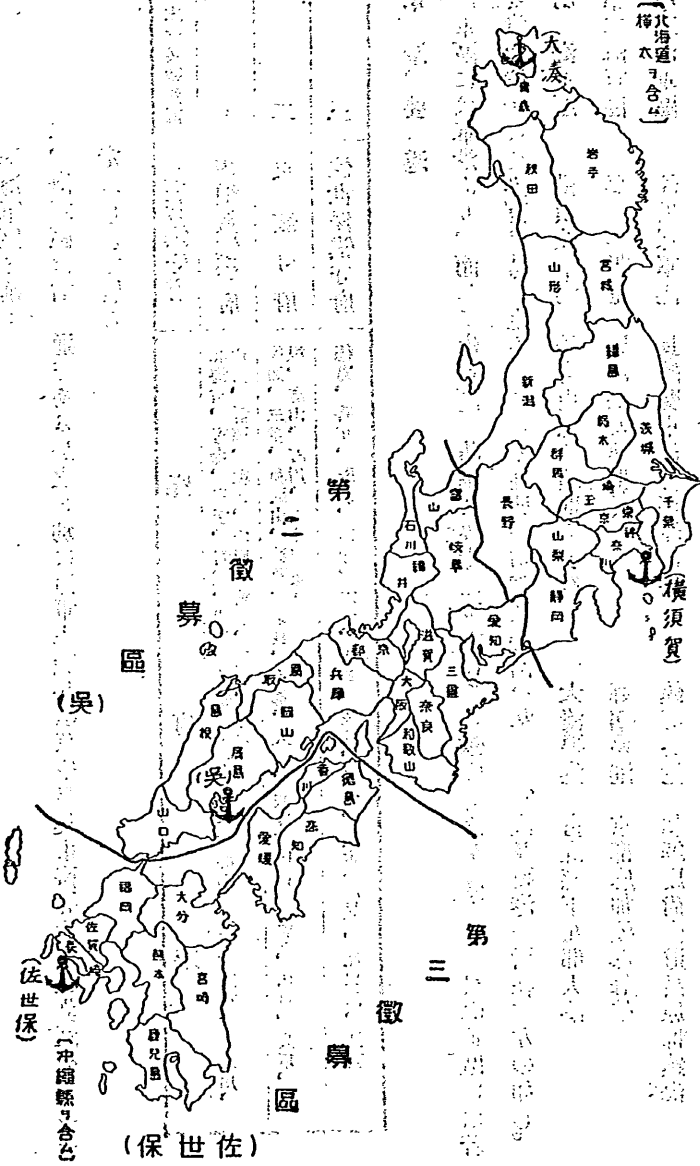 (北海道
樺太ヲ含ム)
(大湊)
青森
岩手
秋田
宮城
山形
福島
新潟
栃木
茨城
群馬
埼玉
千葉
東京
神奈川
(横須賀)
山梨
長野
静岡
富山
石川
岐阜
福井
愛知
滋賀
三重
京都
大阪
奈良
和歌山
兵庫
鳥取
岡山
島根
広島
(呉)
山口
香川
徳島
愛媛
高知
福岡
大分
佐賀
長崎
熊本
宮崎
鹿児島
(佐世保)
(沖縄縣ヲ含ム)
第二徴募區
(呉)
第三徴募區
(佐世保)